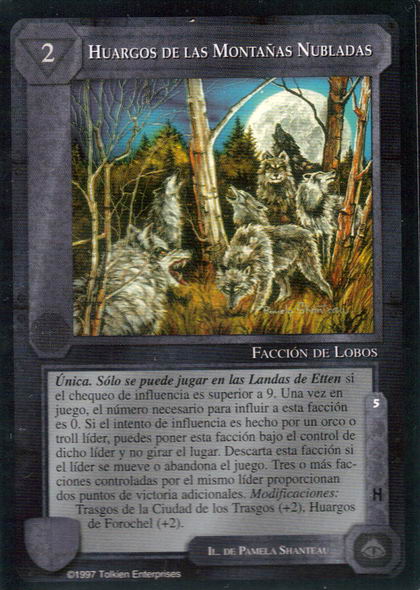 2
HUARGOS DE LAS MONTAÑAS NUBLADAS
FACCIÓN DE LOBOS
Única. Sólo se puede jugar en las Landas de Etten si
el chequeo de influencia es superior a 9. Una vez en
juego, el número necesario para influir a esta facción
es 0. Si el intento de influencia es hecho por un orco o
troll líder, puedes poner esta facción bajo el control de
dicho líder y no girar el lugar. Descarta esta facción si
el líder se mueve o abandona el juego. Tres o más fac-
ciones controladas por el mismo líder proporcionan
dos puntos de victoria adicionales. Modificaciones:
Trasgos de la Ciudad de los Trasgos (+2), Huargos
de Forochel (+2).
5
H
IL. DE PAMELA SHANTEAU
©1997 Tolkien Enterprises